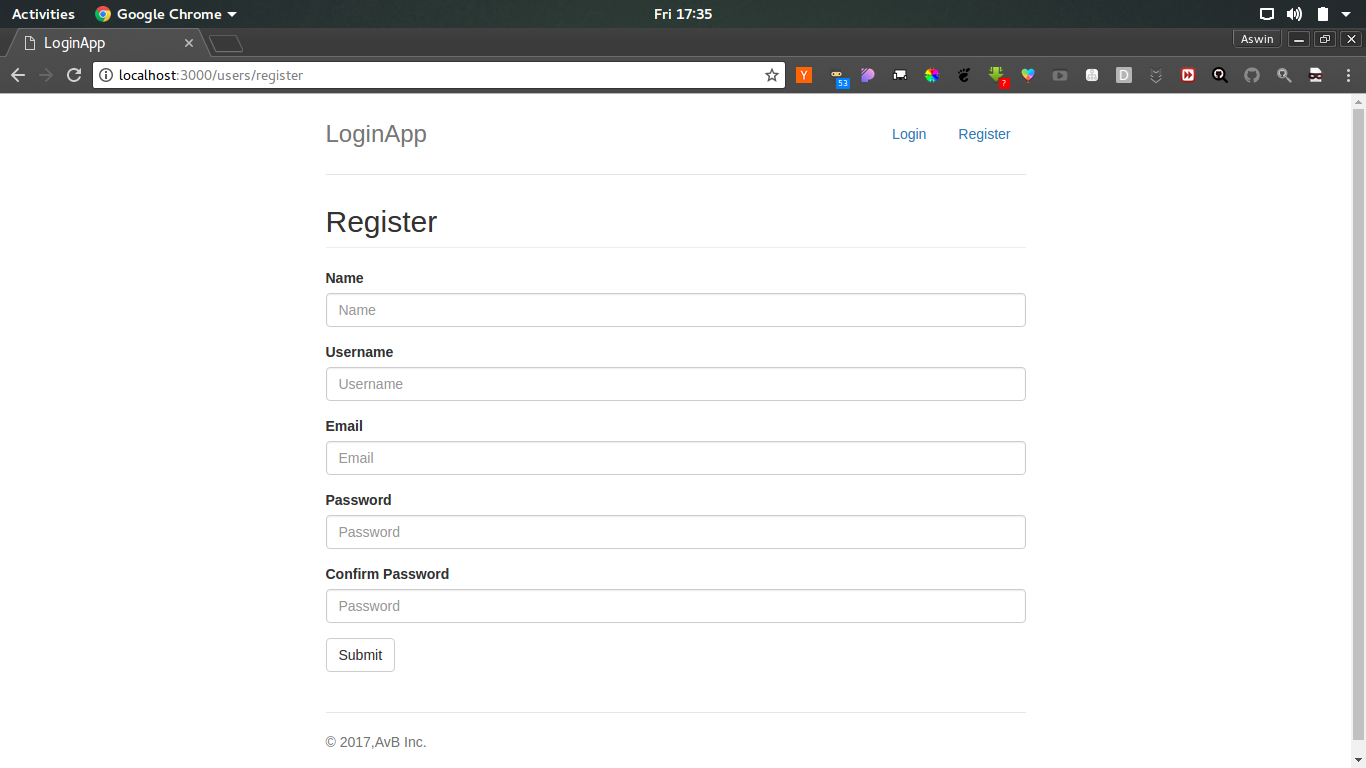 Activities Google Chrome Fri 17:35
LoginApp Aswin
localhost:3000/users/register Y 53 ? D
LoginApp Login Register
Register
Name
Name
Username
Username
Email
Email
Password
Password
Confirm Password
Password
Submit
© 2017,AvB Inc.